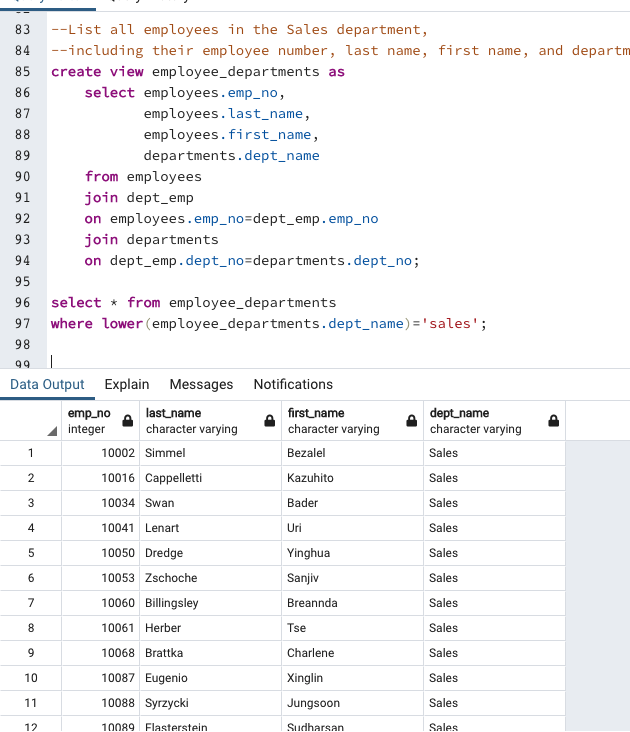 83 --List all employees in the Sales department,
84 --including their employee number, last name, first name, and departm
85 create view employee_departments as
86 select employees.emp_no,
87 employees.last_name,
88 employees.first_name,
89 departments.dept_name
90 from employees
91 join dept_emp
92 on employees.emp_no=dept_emp.emp_no
93 join departments
94 on dept_emp.dept_no=departments.dept_no;
95
96 select * from employee_departments
97 where lower(employee_departments.dept_name)='sales';
98
99
Data Output Explain Messages Notifications
emp_no last_name first_name dept_name
integer character varying character varying character varying
1 10002 Simmel Bezalel Sales
2 10016 Cappelletti Kazuhito Sales
3 10034 Swan Bader Sales
4 10041 Lenart Uri Sales
5 10050 Dredge Yinghua Sales
6 10053 Zschoche Sanjiv Sales
7 10060 Billingsley Breannda Sales
8 10061 Herber Tse Sales
9 10068 Brattka Charlene Sales
10 10087 Eugenio Xinglin Sales
11 10088 Syrzycki Jungsoon Sales
12 10089 Flasterstein Sudharsan Sales